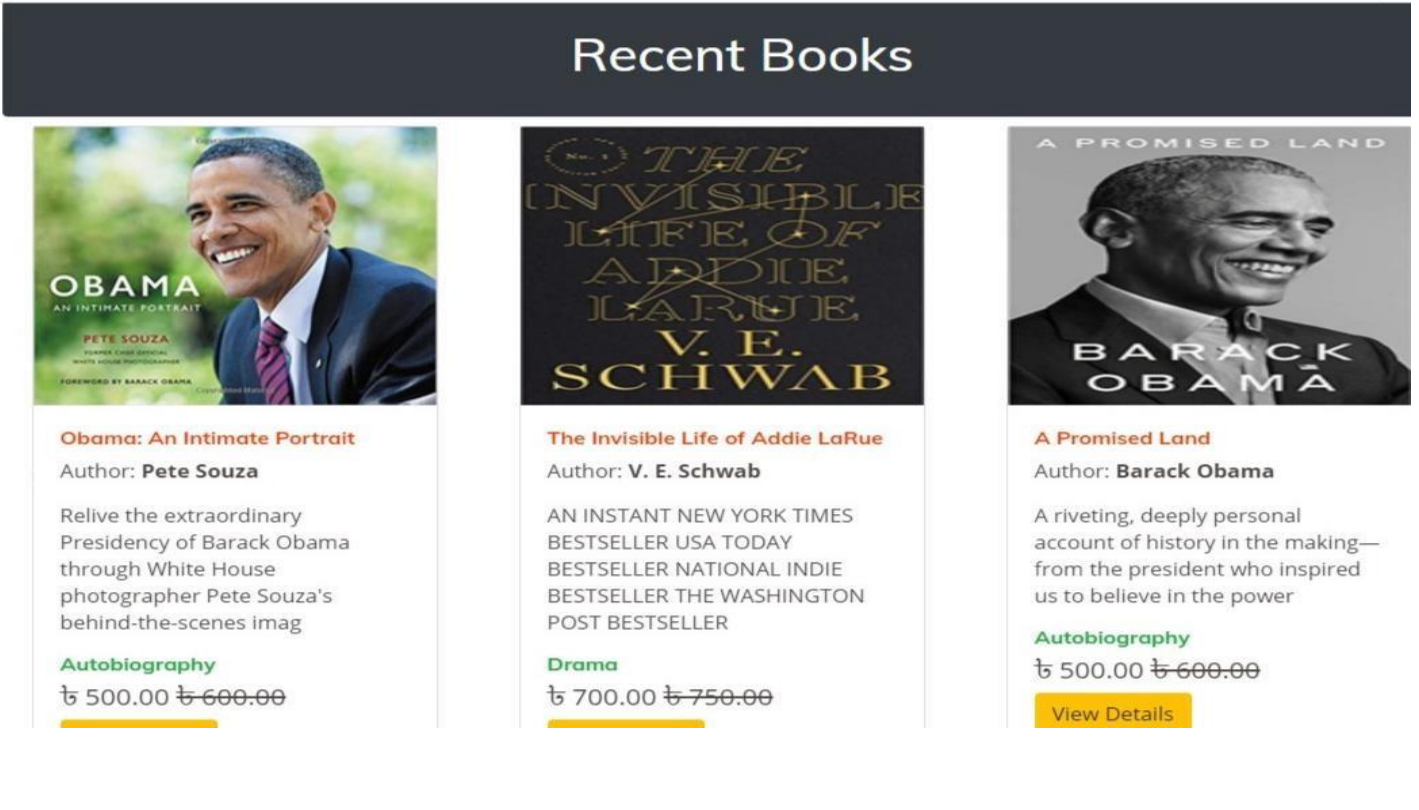 Recent Books
OBAMA
AN INTIMATE PORTRAIT
PETE SOUZA
FORMER CHIEF OFFICIAL
WHITE HOUSE PHOTOGRAPHER
FOREWORD BY BARACK OBAMA
Obama: An Intimate Portrait
Author: Pete Souza
Relive the extraordinary
Presidency of Barack Obama
through White House
photographer Pete Souza's
behind-the-scenes imag
Autobiography
৳ 500.00 ৳ 600.00
No. 1
THE
INVISIBLE
LIFE OF
ADDIE
LARUE
V. E.
SCHWAB
The Invisible Life of Addie LaRue
Author: V. E. Schwab
AN INSTANT NEW YORK TIMES
BESTSELLER USA TODAY
BESTSELLER NATIONAL INDIE
BESTSELLER THE WASHINGTON
POST BESTSELLER
Drama
৳ 700.00 ৳ 750.00
A PROMISED LAND
BARACK
OBAMA
A Promised Land
Author: Barack Obama
A riveting, deeply personal
account of history in the making—
from the president who inspired
us to believe in the power
Autobiography
৳ 500.00 ৳ 600.00
View Details